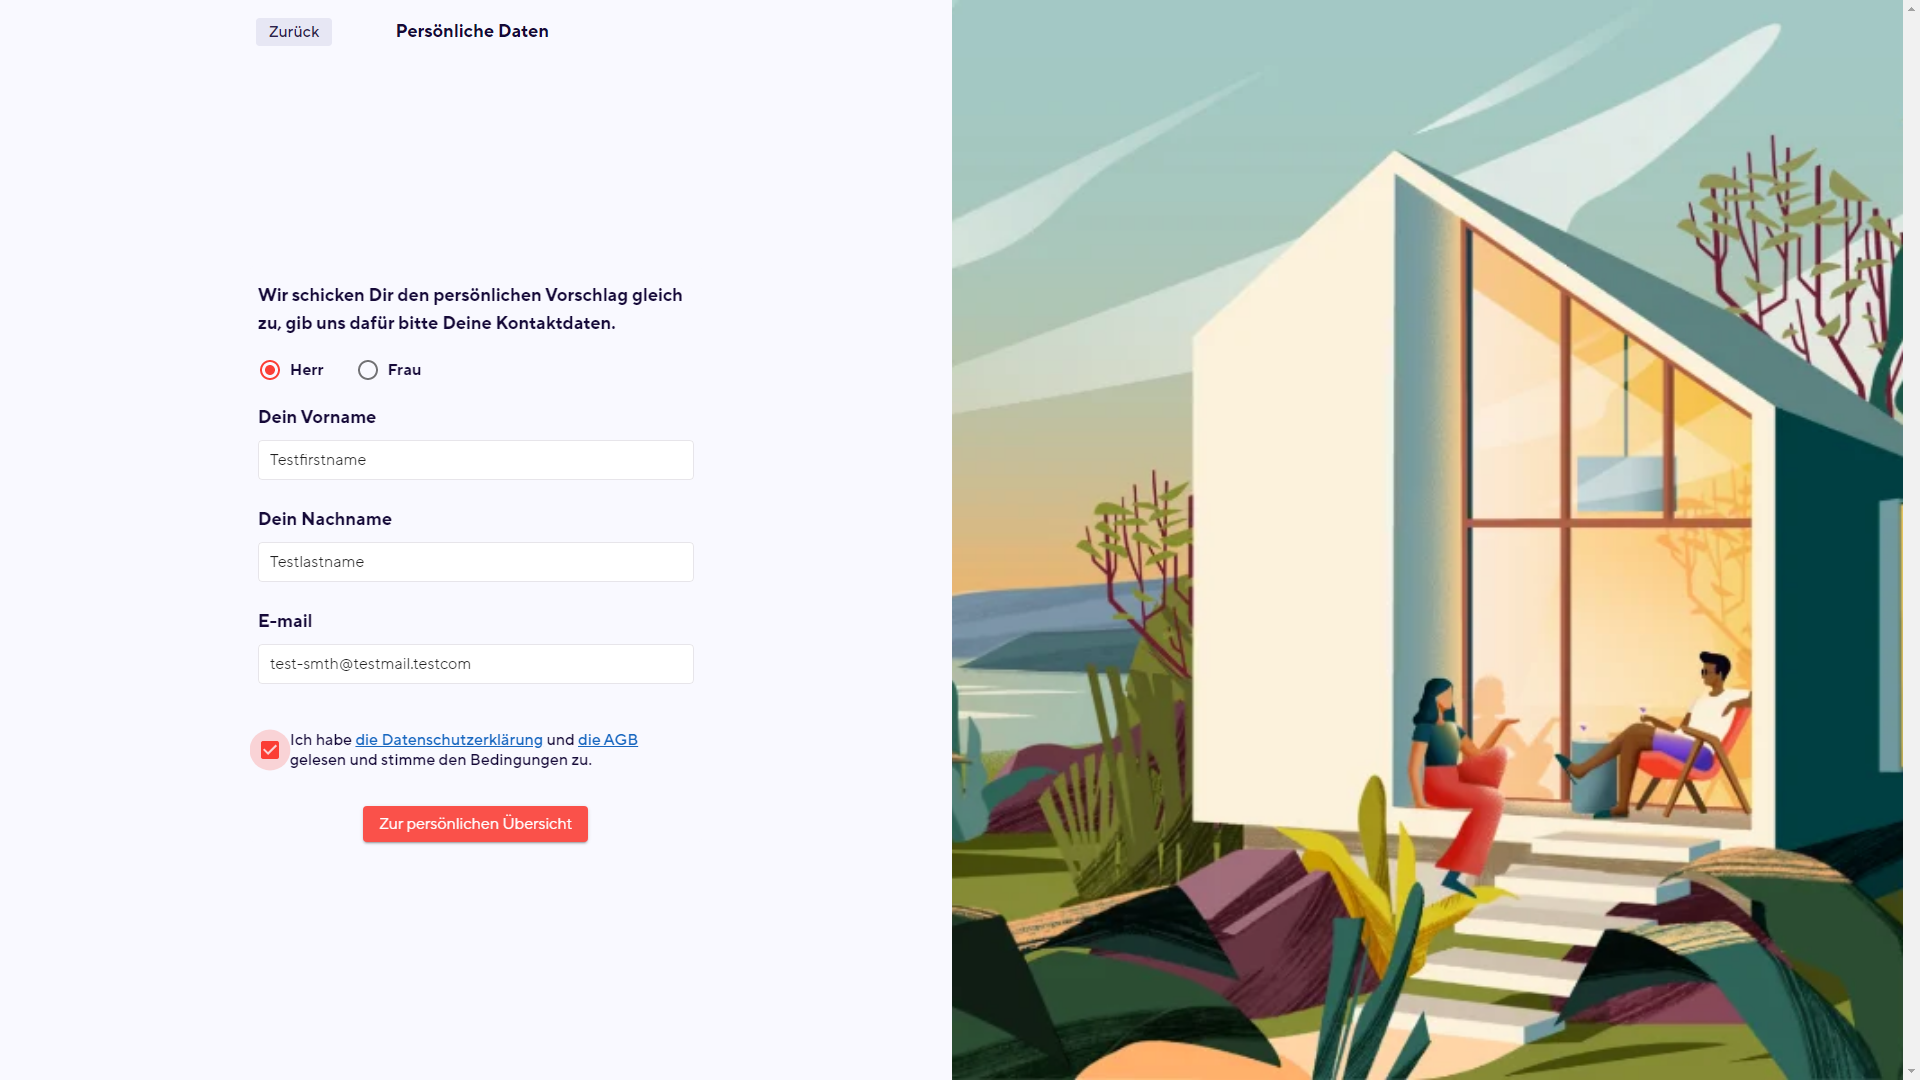 Zurück
Persönliche Daten
Wir schicken Dir den persönlichen Vorschlag gleich
zu, gib uns dafür bitte Deine Kontaktdaten.
Herr
Frau
Dein Vorname
Testfirstname
Dein Nachname
Testlastname
E-mail
test-smth@testmail.testcom
Ich habe die Datenschutzerklärung und die AGB
gelesen und stimme den Bedingungen zu.
Zur persönlichen Übersicht